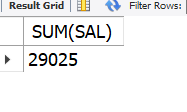 Result Grid Filter Rows:
SUM(SAL)
29025